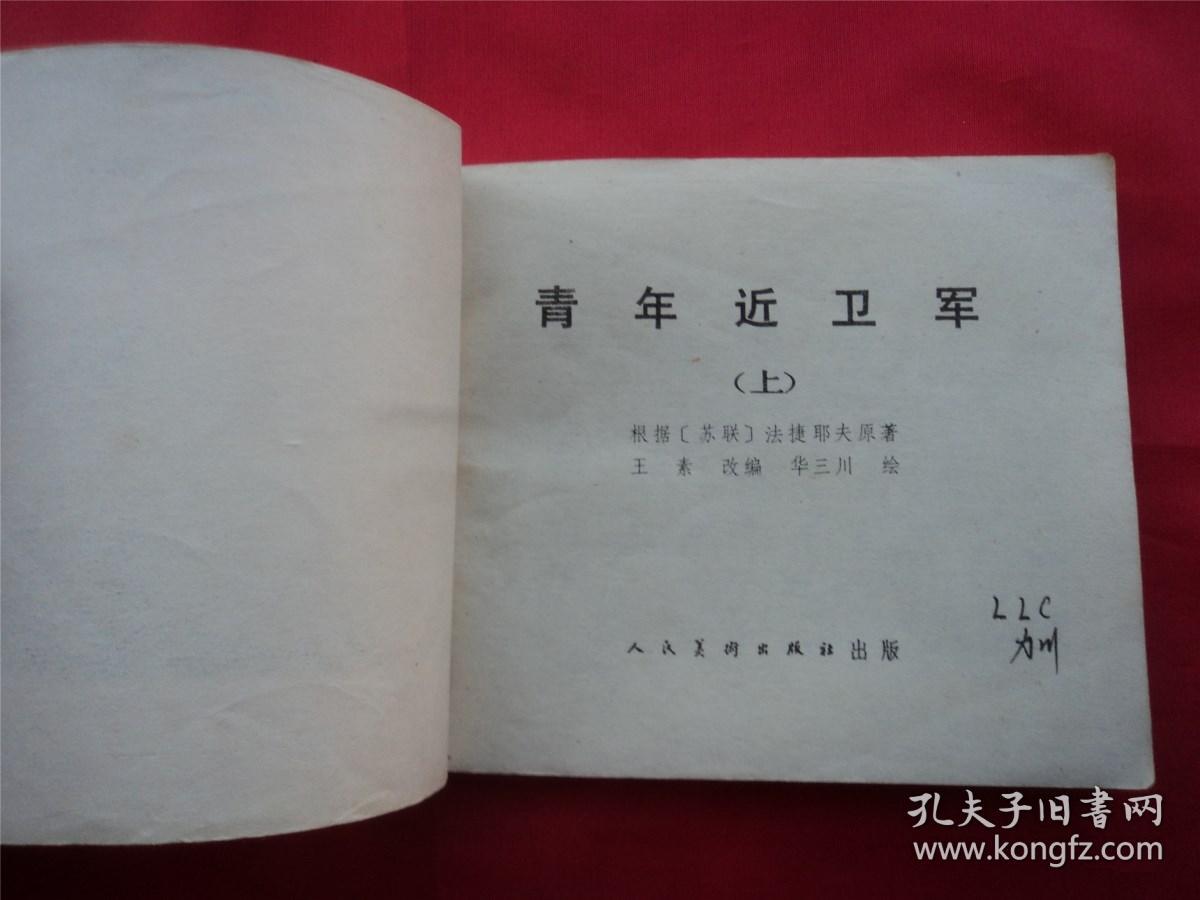 青年近卫军
（上）
根据〔苏联〕法捷耶夫原著
王素 改编 华三川 绘
人民美術出版社出版
LLC
孔夫子旧書网
www.kongfz.com